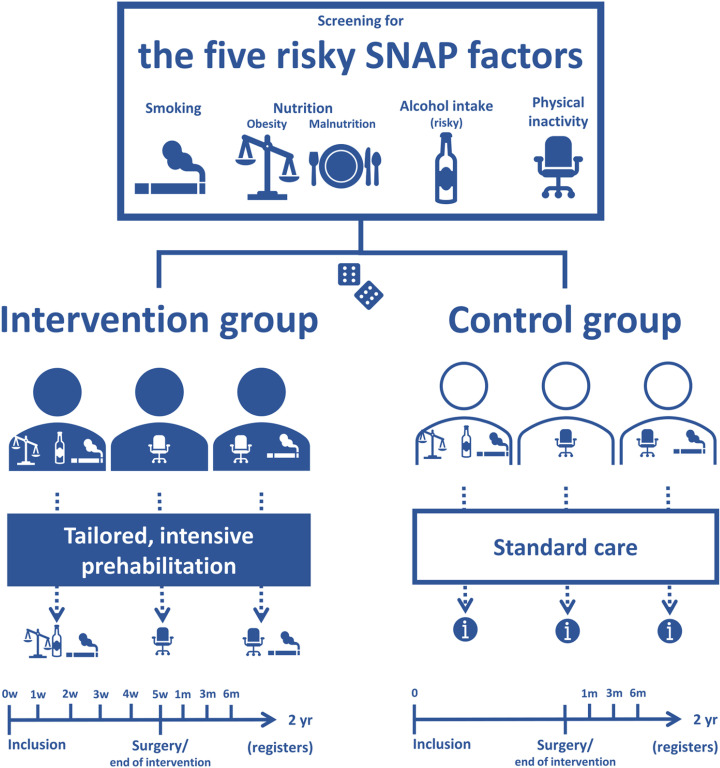 Screening for
the five risky SNAP factors
Smoking
Nutrition
Obesity
Malnutrition
Alcohol intake
(risky)
Physical
inactivity
Intervention group
Control group
Tailored, intensive
prehabilitation
Standard care
i i i
0w 1w 2w 3w 4w 5w 1m 3m 6m
2 yr
Inclusion
Surgery/
end of intervention
(registers)
0 1m 3m 6m
2 yr
Inclusion
Surgery/
end of intervention
(registers)